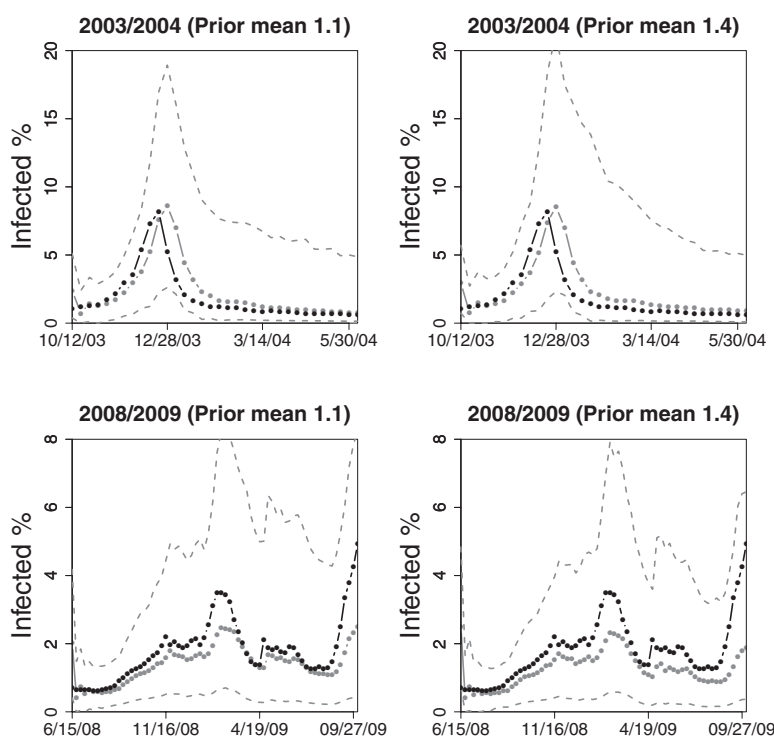 2003/2004 (Prior mean 1.1)
2003/2004 (Prior mean 1.4)
Infected %
20
15
10
5
0
10/12/03 12/28/03 3/14/04 5/30/04
Infected %
20
15
10
5
0
10/12/03 12/28/03 3/14/04 5/30/04
2008/2009 (Prior mean 1.1)
2008/2009 (Prior mean 1.4)
Infected %
8
6
4
2
0
6/15/08 11/16/08 4/19/09 09/27/09
Infected %
8
6
4
2
0
6/15/08 11/16/08 4/19/09 09/27/09